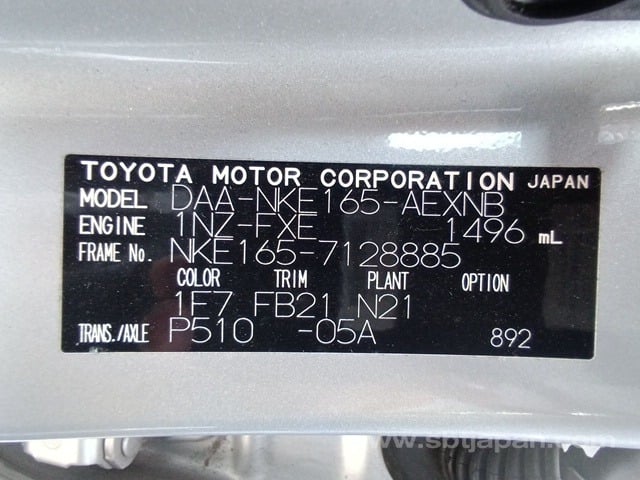 TOYOTA MOTOR CORPORATION JAPAN
MODEL DAA-NKE165-AEXNB
ENGINE 1NZ-FXE 1496 mL
FRAME No. NKE165-7128885
COLOR TRIM PLANT OPTION
1F7 FB21 N21
TRANS./AXLE P510 -05A 892
www.sbtjapan.com